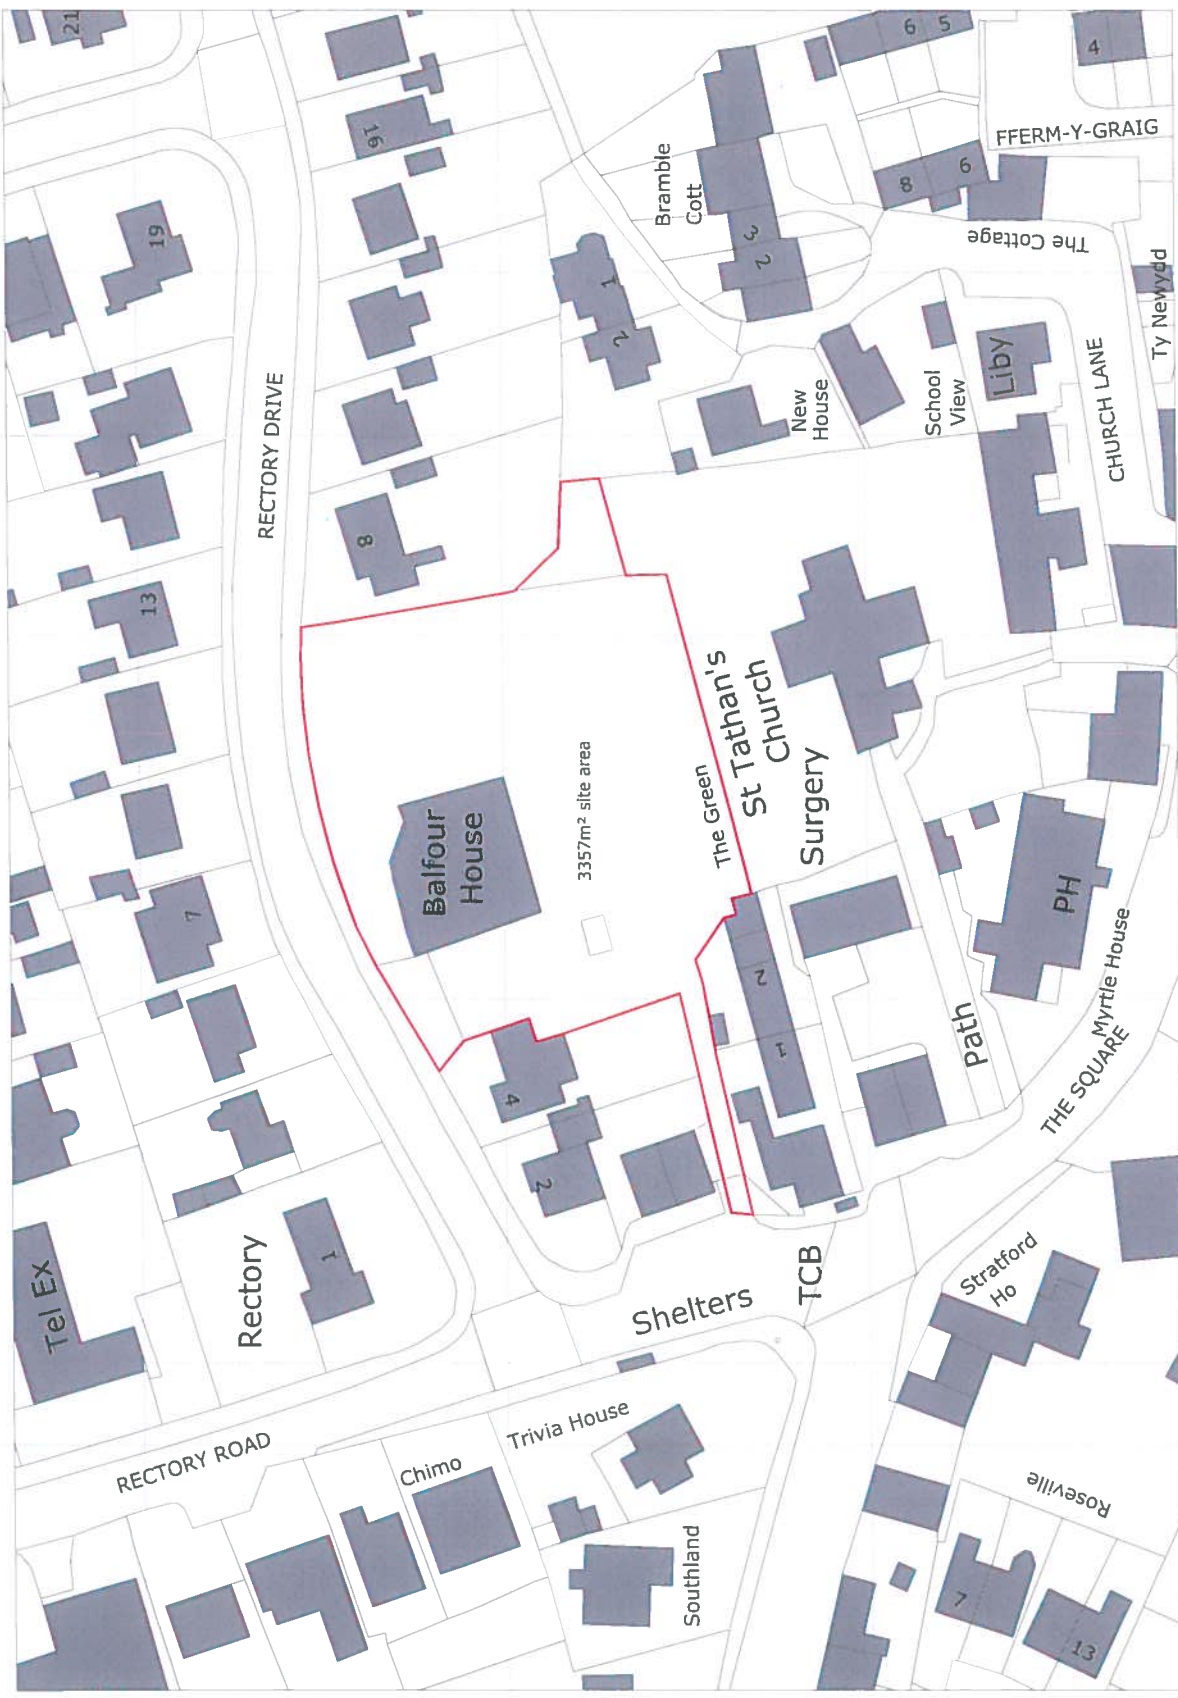 21
16
19
RECTORY DRIVE
8
13
7
Balfour
House
3357m² site area
4
2
Rectory
1
Tel Ex
RECTORY ROAD
Chimo
Trivia House
Southland
Shelters
TCB
6
5
4
FFERM-Y-GRAIG
Bramble
Cott
3
2
8
6
The Cottage
Ty Newydd
1
2
New
House
School
View
Liby
CHURCH LANE
The Green
St Tathan's
Church
Surgery
2
1
Path
PH
Myrtle House
THE SQUARE
Stratford
Ho
Roseville
7
13